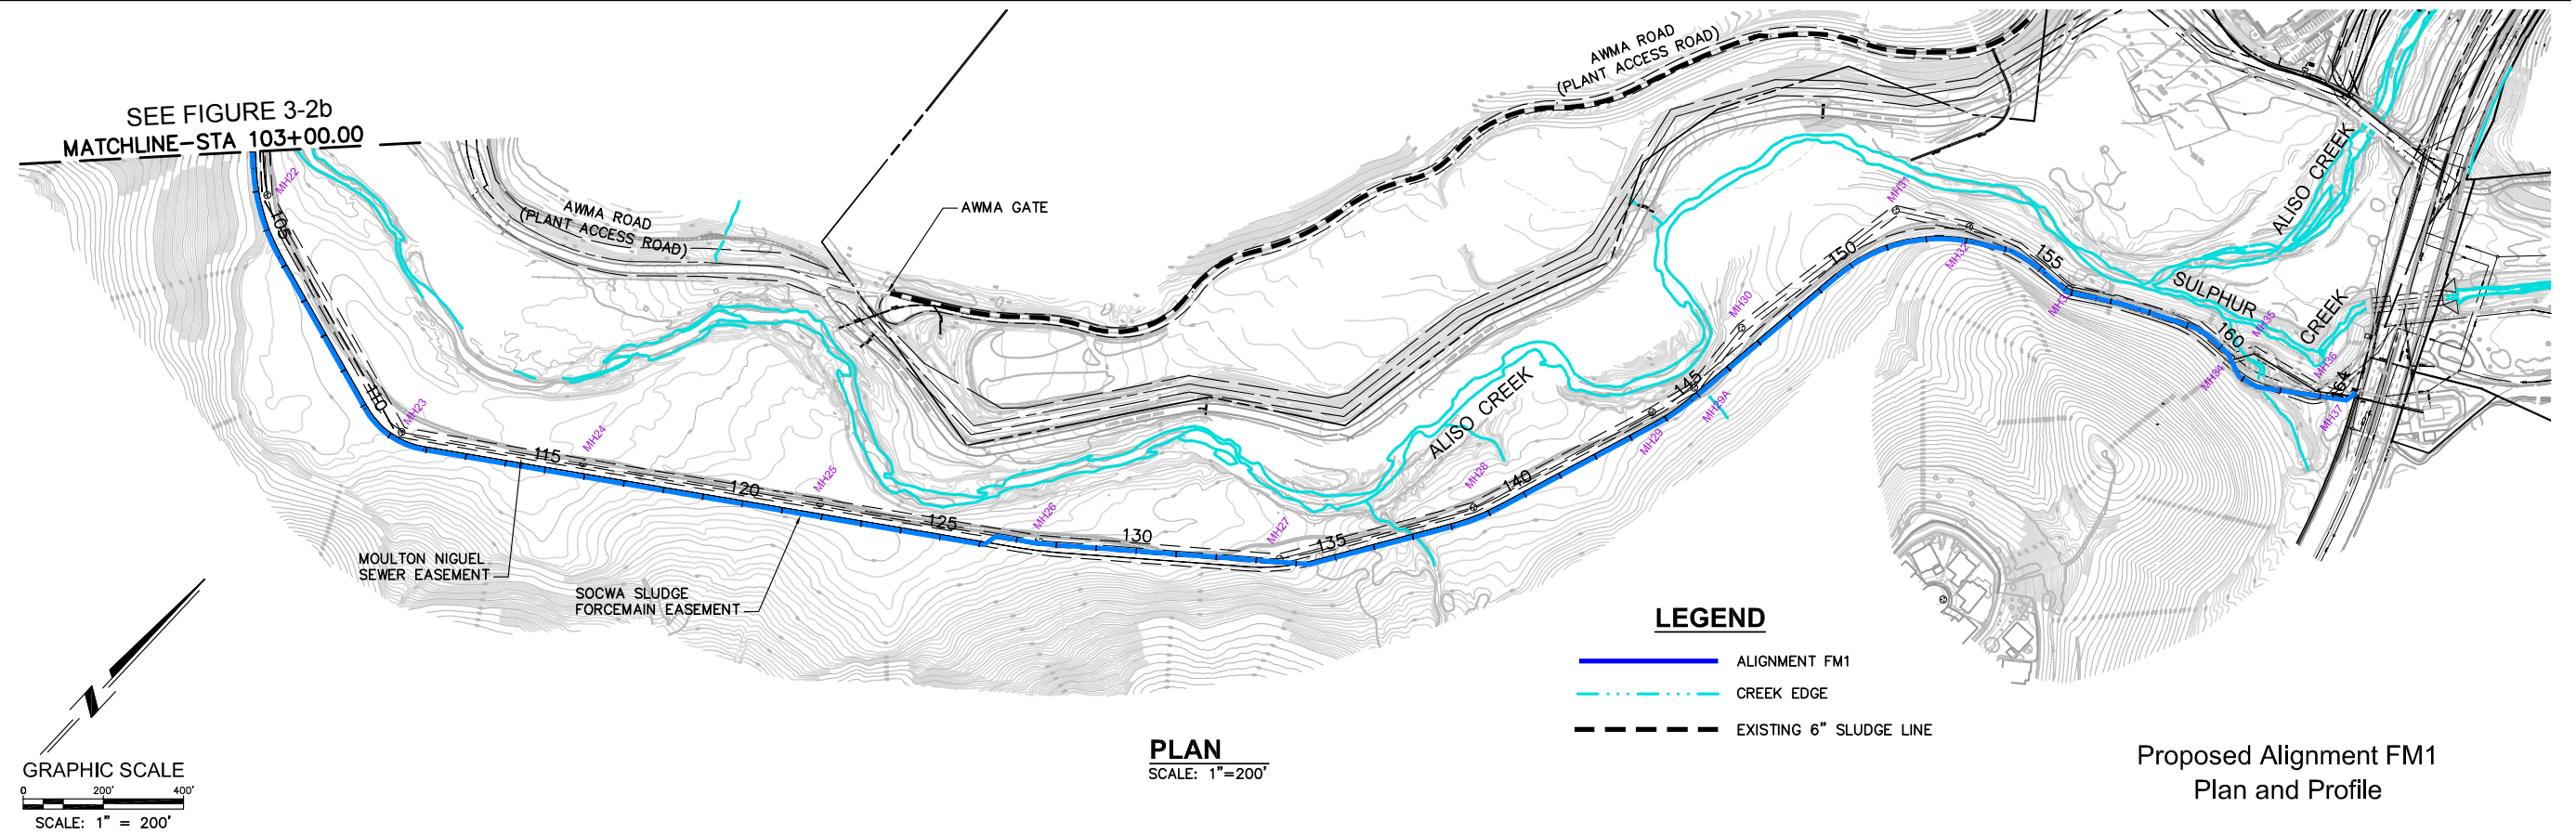 SEE FIGURE 3-2b
MATCHLINE-STA 103+00.00
MH22
105
AWMA ROAD
(PLANT ACCESS ROAD)
AWMA GATE
AWMA ROAD
(PLANT ACCESS ROAD)
110
MH23
MH24
115
MH25
120
125
MH26
130
MH27
135
MH28
140
ALISO CREEK
MH29
MH29A
145
MH30
150
MH31
MH32
155
SULPHUR
CREEK
ALISO CREEK
160
MH34
MH35
MH36
164
MH37
MOULTON NIGUEL
SEWER EASEMENT
SOCWA SLUDGE
FORCEMAIN EASEMENT
LEGEND
ALIGNMENT FM1
CREEK EDGE
EXISTING 6" SLUDGE LINE
N
GRAPHIC SCALE
0 200' 400'
SCALE: 1" = 200'
PLAN
SCALE: 1"=200'
Proposed Alignment FM1
Plan and Profile